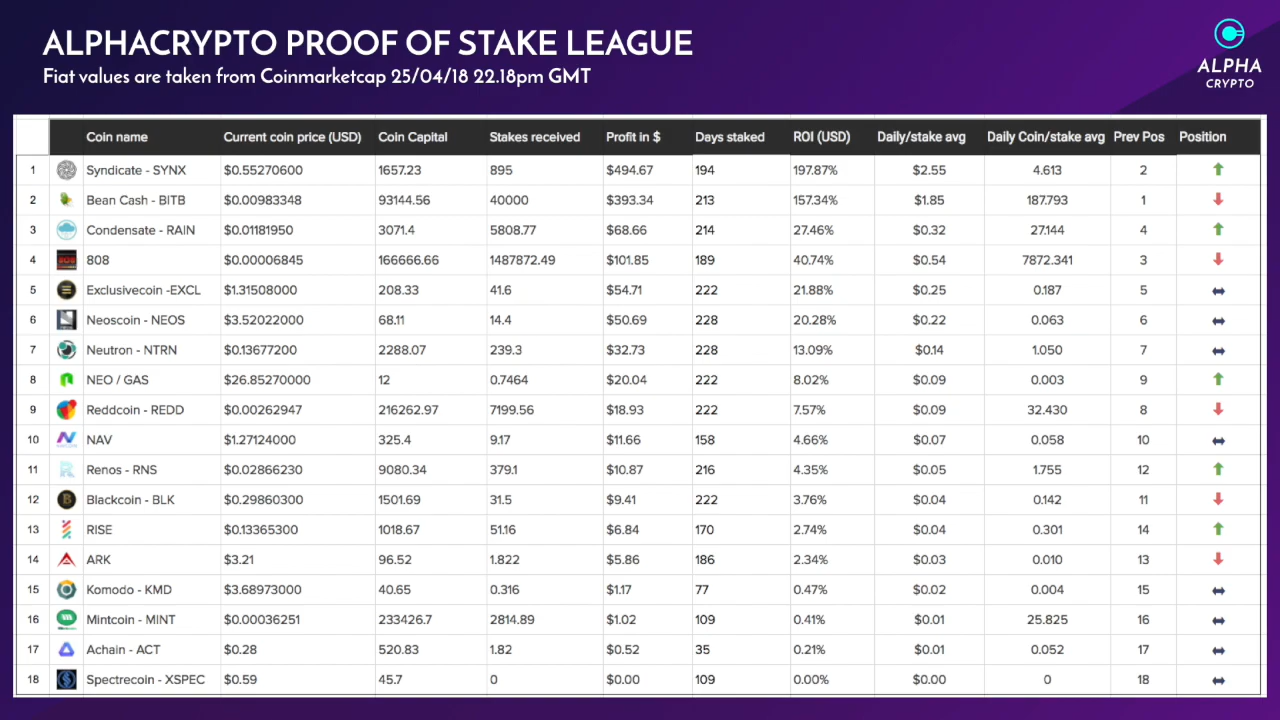 ALPHACRYPTO PROOF OF STAKE LEAGUE
Fiat values are taken from Coinmarketcap 25/04/18 22.18pm GMT
ALPHA
CRYPTO
Coin name Current coin price (USD) Coin Capital Stakes received Profit in $ Days staked ROI (USD) Daily/stake avg Daily Coin/stake avg Prev Pos Position
1 Syndicate - SYNX $0.55270600 1657.23 895 $494.67 194 197.87% $2.55 4.613 2
2 Bean Cash - BITB $0.00983348 93144.56 40000 $393.34 213 157.34% $1.85 187.793 1
3 Condensate - RAIN $0.01181950 3071.4 5808.77 $68.66 214 27.46% $0.32 27.144 4
4 808 808 $0.00006845 166666.66 1487872.49 $101.85 189 40.74% $0.54 7872.341 3
5 Exclusivecoin -EXCL $1.31508000 208.33 41.6 $54.71 222 21.88% $0.25 0.187 5
6 Neoscoin - NEOS $3.52022000 68.11 14.4 $50.69 228 20.28% $0.22 0.063 6
7 Neutron - NTRN $0.13677200 2288.07 239.3 $32.73 228 13.09% $0.14 1.050 7
8 NEO / GAS $26.85270000 12 0.7464 $20.04 222 8.02% $0.09 0.003 9
9 Reddcoin - REDD $0.00262947 216262.97 7199.56 $18.93 222 7.57% $0.09 32.430 8
10 NAV $1.27124000 325.4 9.17 $11.66 158 4.66% $0.07 0.058 10
11 Renos - RNS $0.02866230 9080.34 379.1 $10.87 216 4.35% $0.05 1.755 12
12 Blackcoin - BLK $0.29860300 1501.69 31.5 $9.41 222 3.76% $0.04 0.142 11
13 RISE $0.13365300 1018.67 51.16 $6.84 170 2.74% $0.04 0.301 14
14 ARK $3.21 96.52 1.822 $5.86 186 2.34% $0.03 0.010 13
15 Komodo - KMD $3.68973000 40.65 0.316 $1.17 77 0.47% $0.02 0.004 15
16 Mintcoin - MINT $0.00036251 233426.7 2814.89 $1.02 109 0.41% $0.01 25.825 16
17 Achain - ACT $0.28 520.83 1.82 $0.52 35 0.21% $0.01 0.052 17
18 Spectrecoin - XSPEC $0.59 45.7 0 $0.00 109 0.00% $0.00 0 18